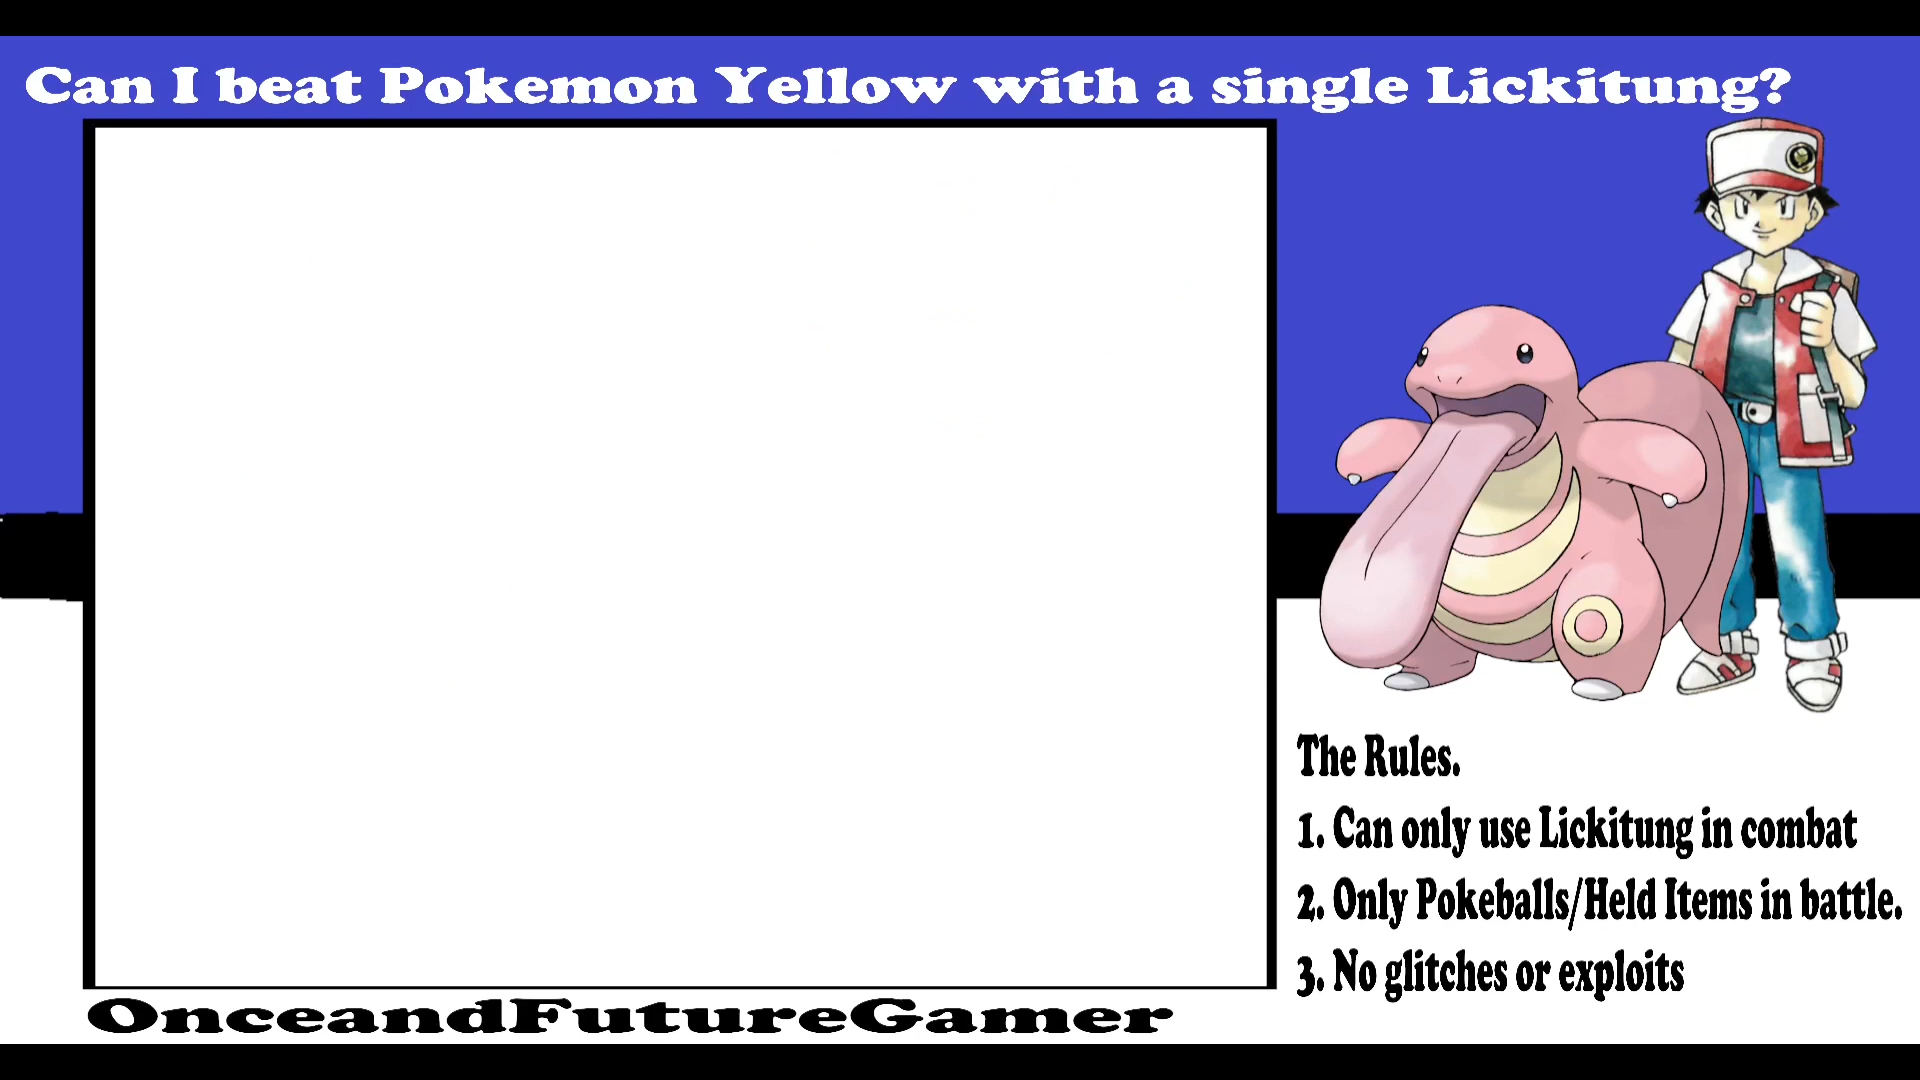 Can I beat Pokemon Yellow with a single Lickitung?
The Rules.
1. Can only use Lickitung in combat
2. Only Pokeballs/Held Items in battle.
3. No glitches or exploits
OnceandFutureGamer